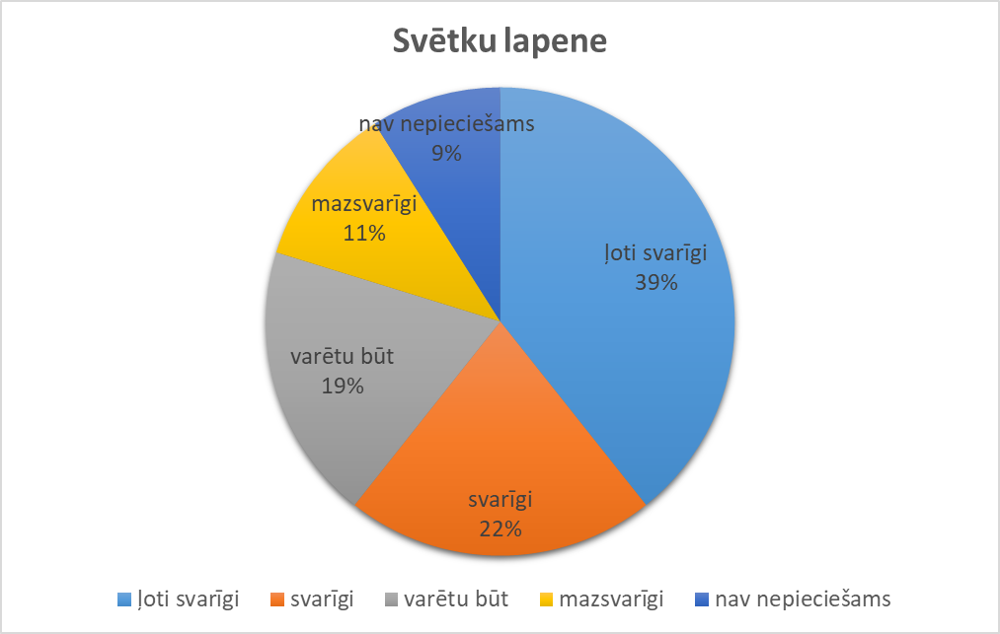 Svētku lapene
nav nepieciešams
9%
mazsvarīgi
11%
ļoti svarīgi
39%
varētu būt
19%
svarīgi
22%
ļoti svarīgi
svarīgi
varētu būt
mazsvarīgi
nav nepieciešams